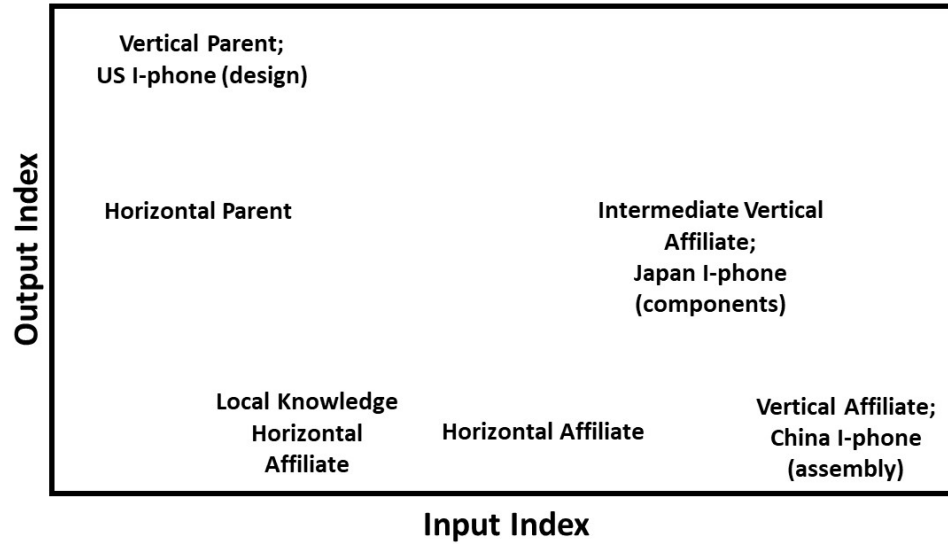 Vertical Parent;
US I-phone (design)
Output Index
Horizontal Parent
Intermediate Vertical
Affiliate;
Japan I-phone
(components)
Local Knowledge
Horizontal
Affiliate
Horizontal Affiliate
Vertical Affiliate;
China I-phone
(assembly)
Input Index